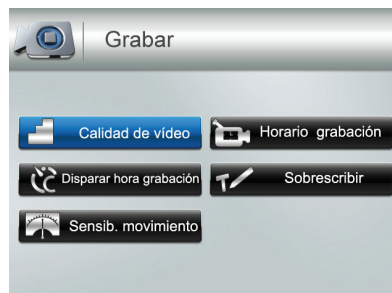 Grabar
Calidad de vídeo
Horario grabación
Disparar hora grabación
Sobrescribir
Sensib. movimiento